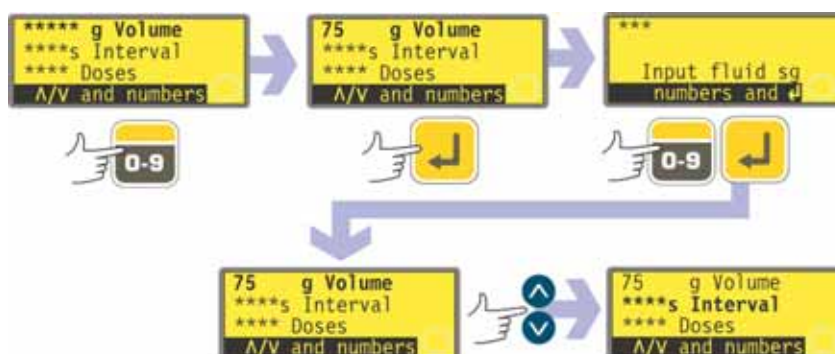 ***** g Volume
****s Interval
**** Doses
Λ/V and numbers
75 g Volume
****s Interval
**** Doses
Λ/V and numbers
***
Input fluid sg
numbers and ↲
0-9
0-9
75 g Volume
****s Interval
**** Doses
Λ/V and numbers
75 g Volume
****s Interval
**** Doses
Λ/V and numbers